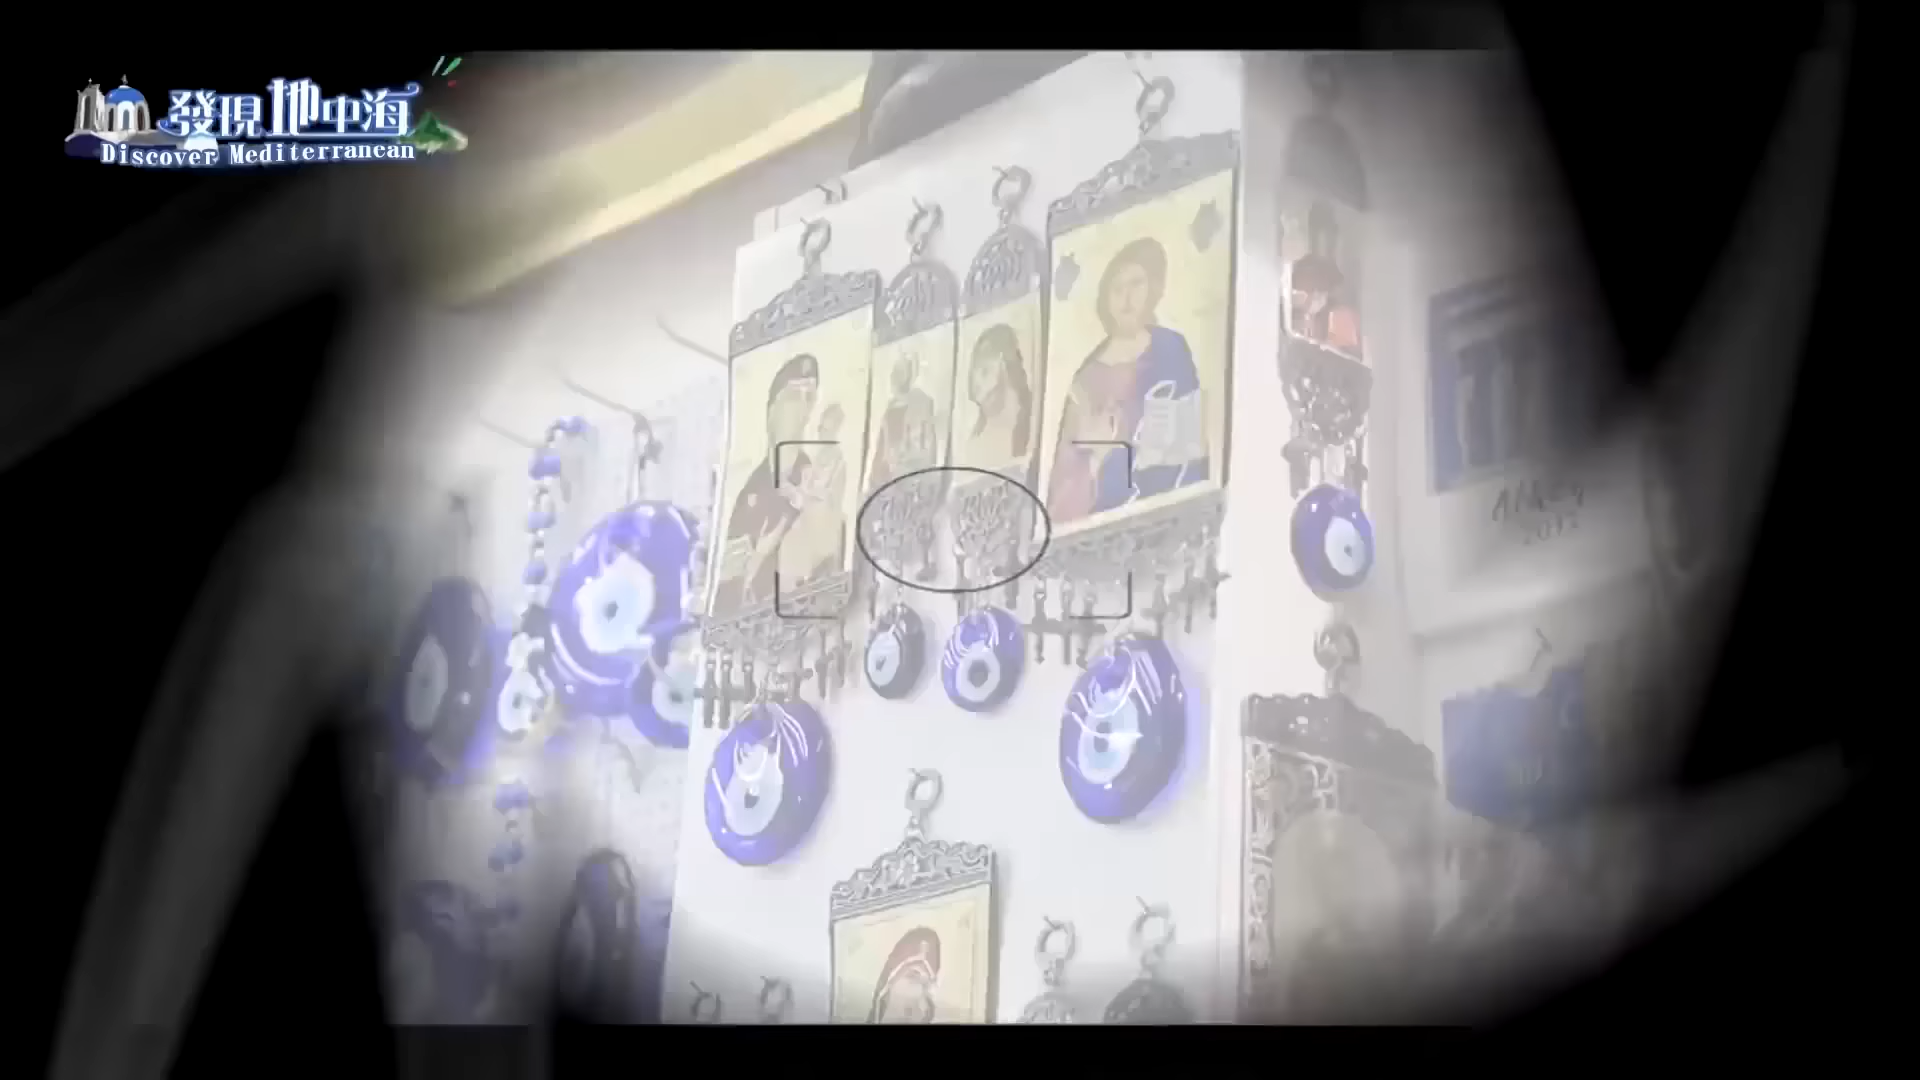 發現地中海
Discover Mediterranean